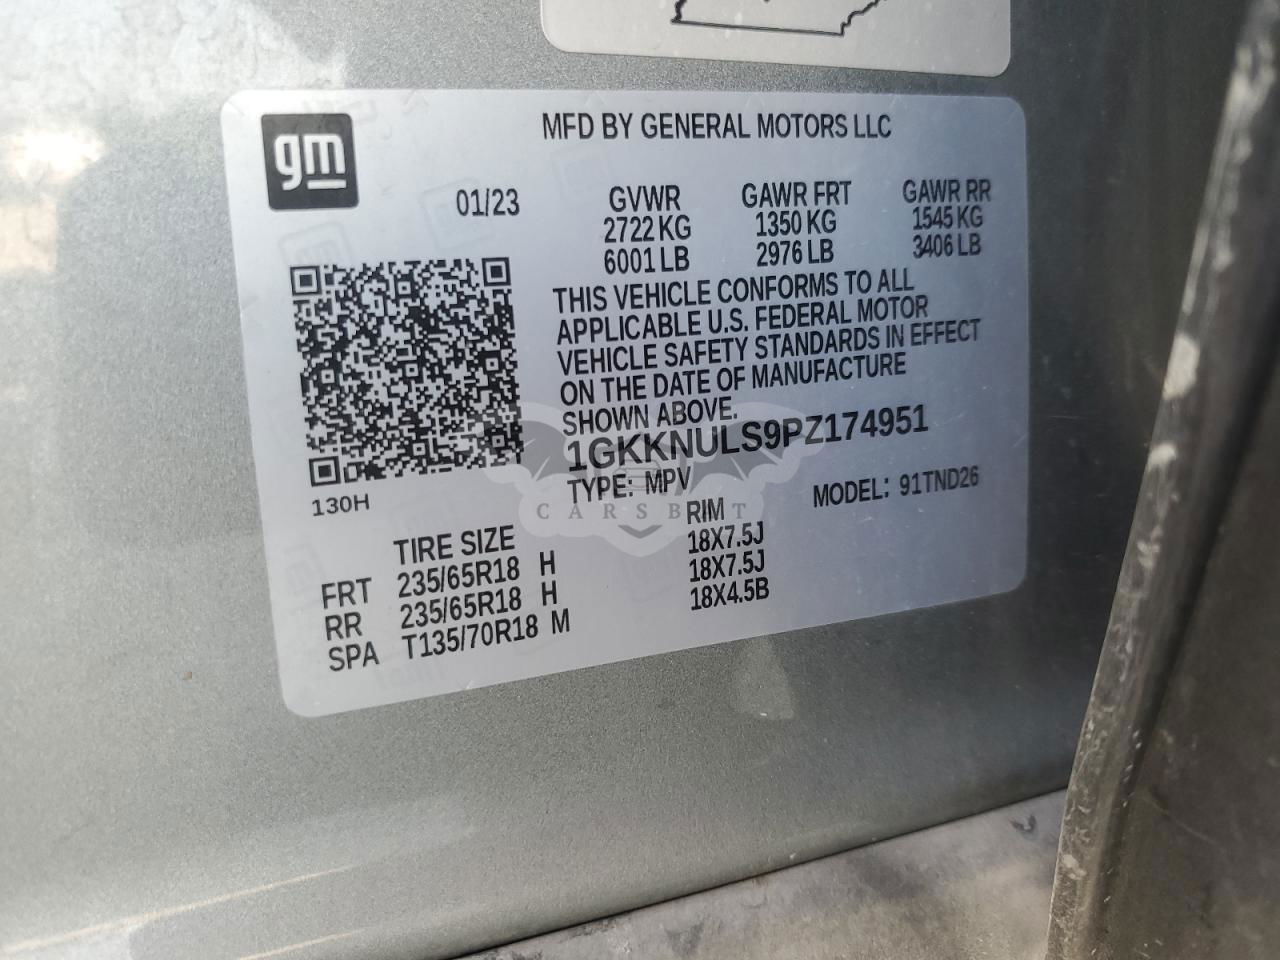 gm
MFD BY GENERAL MOTORS LLC
01/23 GVWR GAWR FRT GAWR RR
2722 KG 1350 KG 1545 KG
6001 LB 2976 LB 3406 LB
THIS VEHICLE CONFORMS TO ALL
APPLICABLE U.S. FEDERAL MOTOR
VEHICLE SAFETY STANDARDS IN EFFECT
ON THE DATE OF MANUFACTURE
SHOWN ABOVE.
1GKKNULS9PZ174951
TYPE: MPV MODEL: 91TND26
CARSBAT
130H
TIRE SIZE RIM
FRT 235/65R18 H 18X7.5J
RR 235/65R18 H 18X7.5J
SPA T135/70R18 M 18X4.5B